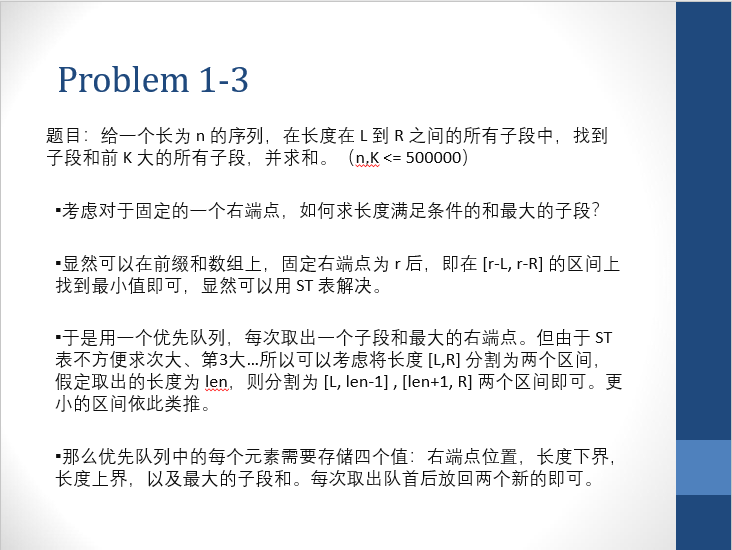 Problem 1-3
题目：给一个长为 n 的序列，在长度在 L 到 R 之间的所有子段中，找到
子段和前 K 大的所有子段，并求和。（n,K <= 500000）
▪考虑对于固定的一个右端点，如何求长度满足条件的和最大的子段？
▪显然可以在前缀和数组上，固定右端点为 r 后，即在 [r-L, r-R] 的区间上
找到最小值即可，显然可以用 ST 表解决。
▪于是用一个优先队列，每次取出一个子段和最大的右端点。但由于 ST
表不方便求次大、第3大...所以可以考虑将长度 [L,R] 分割为两个区间，
假定取出的长度为 len，则分割为 [L, len-1] , [len+1, R] 两个区间即可。更
小的区间依此类推。
▪那么优先队列中的每个元素需要存储四个值：右端点位置，长度下界，
长度上界，以及最大的子段和。每次取出队首后放回两个新的即可。